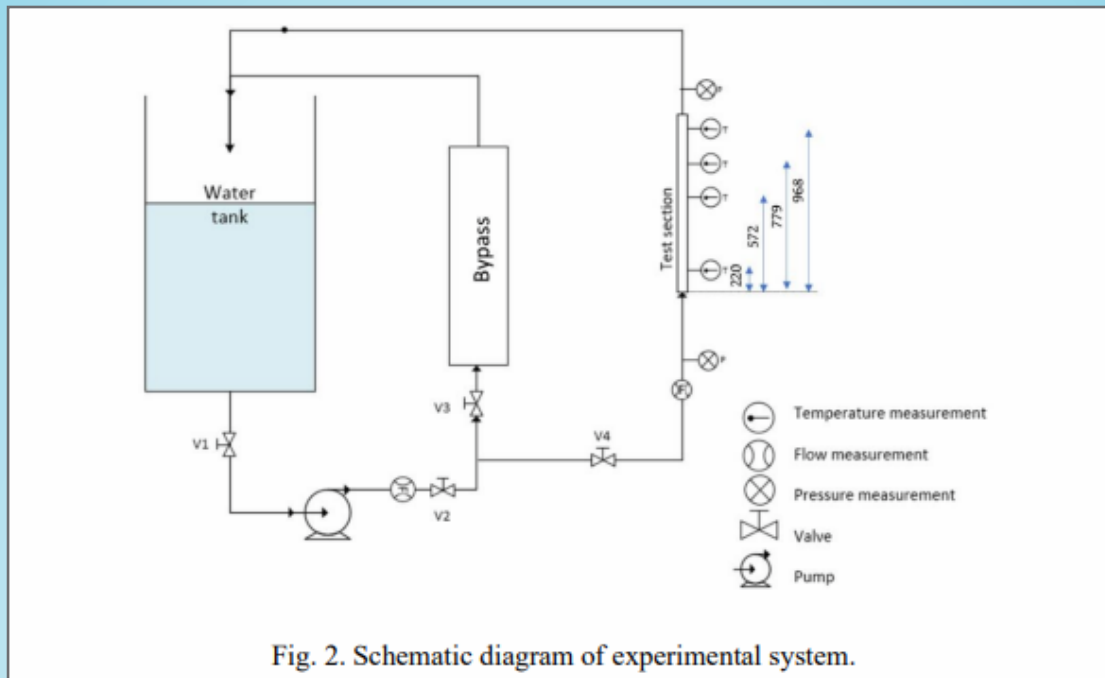 Water
tank
Bypass
Test section
P
T
T
T
T
968
779
572
220
P
F
V3
V4
V1
F
V2
Temperature measurement
Flow measurement
Pressure measurement
Valve
Pump
Fig. 2. Schematic diagram of experimental system.